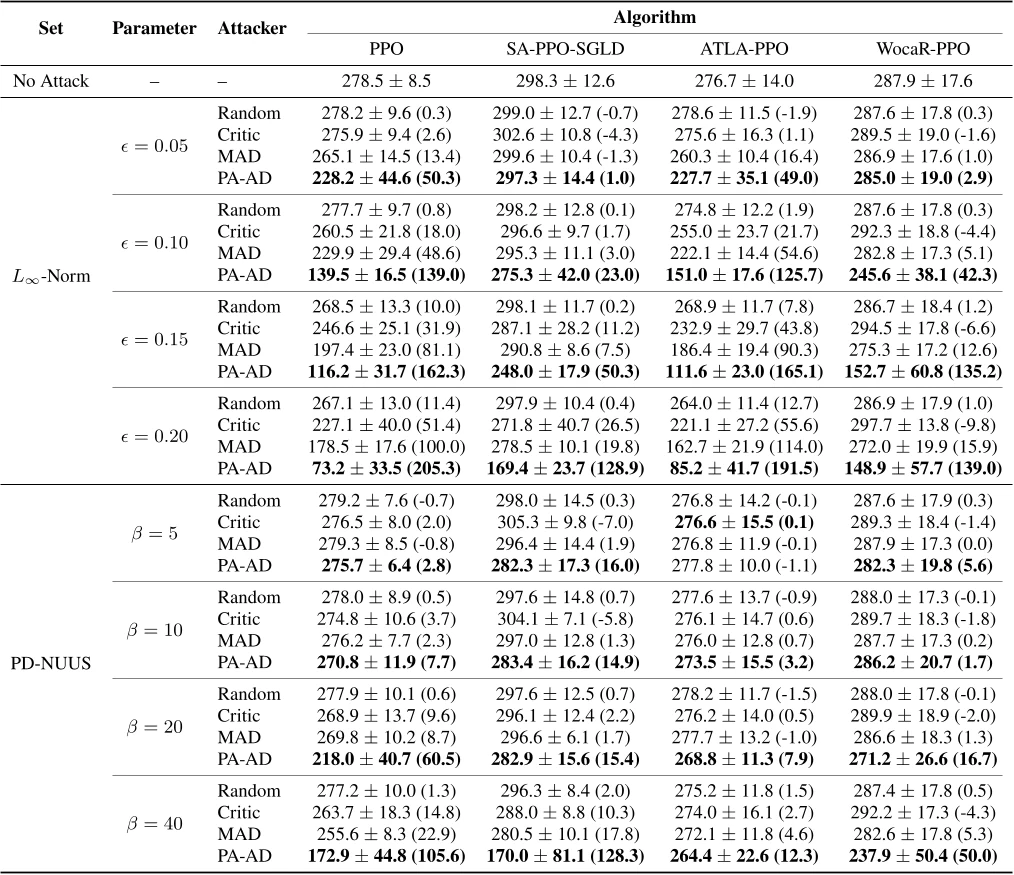 Set Parameter Attacker Algorithm
PPO SA-PPO-SGLD ATLA-PPO WocaR-PPO
No Attack – – 278.5 ± 8.5 298.3 ± 12.6 276.7 ± 14.0 287.9 ± 17.6
L∞-Norm
ϵ = 0.05
Random 278.2 ± 9.6 (0.3) 299.0 ± 12.7 (-0.7) 278.6 ± 11.5 (-1.9) 287.6 ± 17.8 (0.3)
Critic 275.9 ± 9.4 (2.6) 302.6 ± 10.8 (-4.3) 275.6 ± 16.3 (1.1) 289.5 ± 19.0 (-1.6)
MAD 265.1 ± 14.5 (13.4) 299.6 ± 10.4 (-1.3) 260.3 ± 10.4 (16.4) 286.9 ± 17.6 (1.0)
PA-AD 228.2 ± 44.6 (50.3) 297.3 ± 14.4 (1.0) 227.7 ± 35.1 (49.0) 285.0 ± 19.0 (2.9)
ϵ = 0.10
Random 277.7 ± 9.7 (0.8) 298.2 ± 12.8 (0.1) 274.8 ± 12.2 (1.9) 287.6 ± 17.8 (0.3)
Critic 260.5 ± 21.8 (18.0) 296.6 ± 9.7 (1.7) 255.0 ± 23.7 (21.7) 292.3 ± 18.8 (-4.4)
MAD 229.9 ± 29.4 (48.6) 295.3 ± 11.1 (3.0) 222.1 ± 14.4 (54.6) 282.8 ± 17.3 (5.1)
PA-AD 139.5 ± 16.5 (139.0) 275.3 ± 42.0 (23.0) 151.0 ± 17.6 (125.7) 245.6 ± 38.1 (42.3)
ϵ = 0.15
Random 268.5 ± 13.3 (10.0) 298.1 ± 11.7 (0.2) 268.9 ± 11.7 (7.8) 286.7 ± 18.4 (1.2)
Critic 246.6 ± 25.1 (31.9) 287.1 ± 28.2 (11.2) 232.9 ± 29.7 (43.8) 294.5 ± 17.8 (-6.6)
MAD 197.4 ± 23.0 (81.1) 290.8 ± 8.6 (7.5) 186.4 ± 19.4 (90.3) 275.3 ± 17.2 (12.6)
PA-AD 116.2 ± 31.7 (162.3) 248.0 ± 17.9 (50.3) 111.6 ± 23.0 (165.1) 152.7 ± 60.8 (135.2)
ϵ = 0.20
Random 267.1 ± 13.0 (11.4) 297.9 ± 10.4 (0.4) 264.0 ± 11.4 (12.7) 286.9 ± 17.9 (1.0)
Critic 227.1 ± 40.0 (51.4) 271.8 ± 40.7 (26.5) 221.1 ± 27.2 (55.6) 297.7 ± 13.8 (-9.8)
MAD 178.5 ± 17.6 (100.0) 278.5 ± 10.1 (19.8) 162.7 ± 21.9 (114.0) 272.0 ± 19.9 (15.9)
PA-AD 73.2 ± 33.5 (205.3) 169.4 ± 23.7 (128.9) 85.2 ± 41.7 (191.5) 148.9 ± 57.7 (139.0)
PD-NUUS
β = 5
Random 279.2 ± 7.6 (-0.7) 298.0 ± 14.5 (0.3) 276.8 ± 14.2 (-0.1) 287.6 ± 17.9 (0.3)
Critic 276.5 ± 8.0 (2.0) 305.3 ± 9.8 (-7.0) 276.6 ± 15.5 (0.1) 289.3 ± 18.4 (-1.4)
MAD 279.3 ± 8.5 (-0.8) 296.4 ± 14.4 (1.9) 276.8 ± 11.9 (-0.1) 287.9 ± 17.3 (0.0)
PA-AD 275.7 ± 6.4 (2.8) 282.3 ± 17.3 (16.0) 277.8 ± 10.0 (-1.1) 282.3 ± 19.8 (5.6)
β = 10
Random 278.0 ± 8.9 (0.5) 297.6 ± 14.8 (0.7) 277.6 ± 13.7 (-0.9) 288.0 ± 17.3 (-0.1)
Critic 274.8 ± 10.6 (3.7) 304.1 ± 7.1 (-5.8) 276.1 ± 14.7 (0.6) 289.7 ± 18.3 (-1.8)
MAD 276.2 ± 7.7 (2.3) 297.0 ± 12.8 (1.3) 276.0 ± 12.8 (0.7) 287.7 ± 17.3 (0.2)
PA-AD 270.8 ± 11.9 (7.7) 283.4 ± 16.2 (14.9) 273.5 ± 15.5 (3.2) 286.2 ± 20.7 (1.7)
β = 20
Random 277.9 ± 10.1 (0.6) 297.6 ± 12.5 (0.7) 278.2 ± 11.7 (-1.5) 288.0 ± 17.8 (-0.1)
Critic 268.9 ± 13.7 (9.6) 296.1 ± 12.4 (2.2) 276.2 ± 14.0 (0.5) 289.9 ± 18.9 (-2.0)
MAD 269.8 ± 10.2 (8.7) 296.6 ± 6.1 (1.7) 277.7 ± 13.2 (-1.0) 286.6 ± 18.3 (1.3)
PA-AD 218.0 ± 40.7 (60.5) 282.9 ± 15.6 (15.4) 268.8 ± 11.3 (7.9) 271.2 ± 26.6 (16.7)
β = 40
Random 277.2 ± 10.0 (1.3) 296.3 ± 8.4 (2.0) 275.2 ± 11.8 (1.5) 287.4 ± 17.8 (0.5)
Critic 263.7 ± 18.3 (14.8) 288.0 ± 8.8 (10.3) 274.0 ± 16.1 (2.7) 292.2 ± 17.3 (-4.3)
MAD 255.6 ± 8.3 (22.9) 280.5 ± 10.1 (17.8) 272.1 ± 11.8 (4.6) 282.6 ± 17.8 (5.3)
PA-AD 172.9 ± 44.8 (105.6) 170.0 ± 81.1 (128.3) 264.4 ± 22.6 (12.3) 237.9 ± 50.4 (50.0)